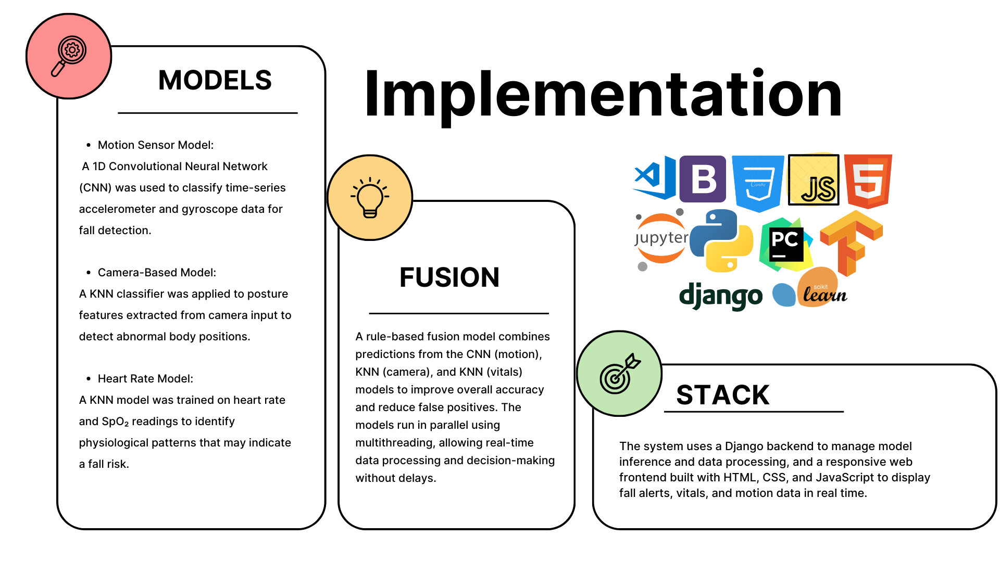 MODELS
• Motion Sensor Model:
A 1D Convolutional Neural Network
(CNN) was used to classify time-series
accelerometer and gyroscope data for
fall detection.
• Camera-Based Model:
A KNN classifier was applied to posture
features extracted from camera input to
detect abnormal body positions.
• Heart Rate Model:
A KNN model was trained on heart rate
and SpO₂ readings to identify
physiological patterns that may indicate
a fall risk.
Implementation
B
Canva
JS
Canva
5
jupyter
PC
django
scikit
learn
FUSION
A rule-based fusion model combines
predictions from the CNN (motion),
KNN (camera), and KNN (vitals)
models to improve overall accuracy
and reduce false positives. The
models run in parallel using
multithreading, allowing real-time
data processing and decision-making
without delays.
STACK
The system uses a Django backend to manage model
inference and data processing, and a responsive web
frontend built with HTML, CSS, and JavaScript to display
fall alerts, vitals, and motion data in real time.